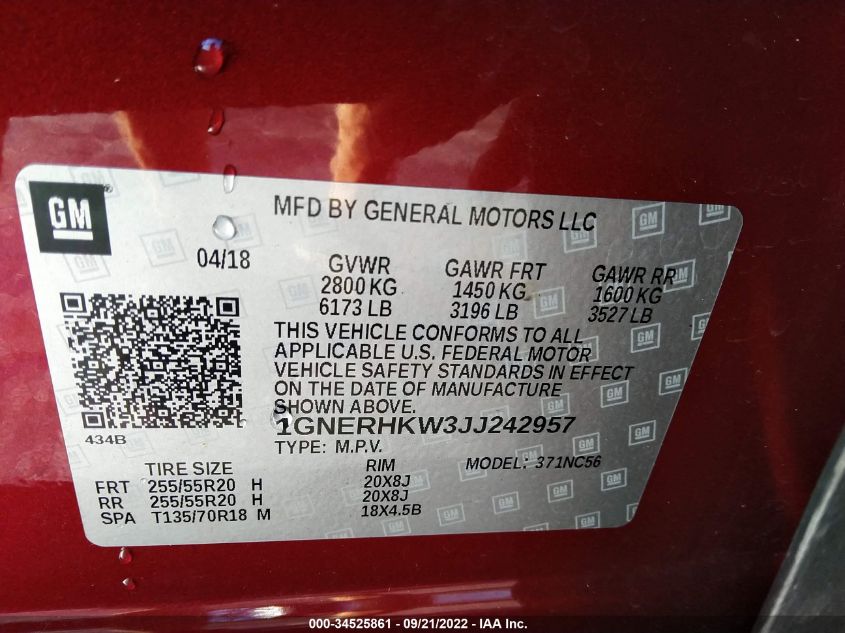 GM
MFD BY GENERAL MOTORS LLC
04/18
GVWR GAWR FRT GAWR RR
2800 KG 1450 KG 1600 KG
6173 LB 3196 LB 3527 LB
THIS VEHICLE CONFORMS TO ALL
APPLICABLE U.S. FEDERAL MOTOR
VEHICLE SAFETY STANDARDS IN EFFECT
ON THE DATE OF MANUFACTURE
SHOWN ABOVE.
434B
1GNERHKW3JJ242957
TYPE: M.P.V. MODEL: 371NC56
TIRE SIZE RIM
FRT 255/55R20 H 20X8J
RR 255/55R20 H 20X8J
SPA T135/70R18 M 18X4.5B
000-34525861 - 09/21/2022 - IAA Inc.